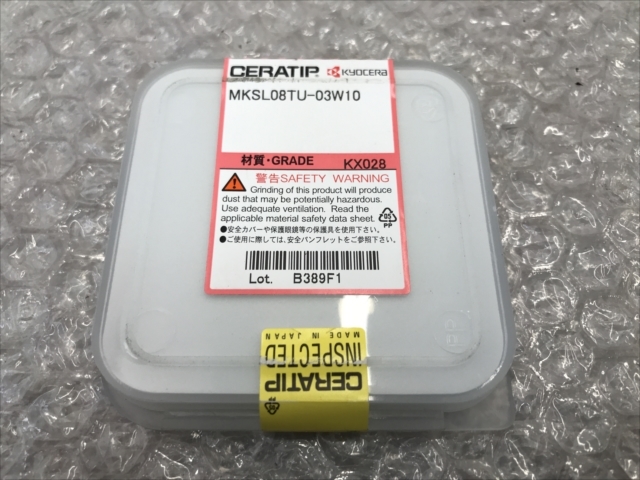 CERATIP KYOCERA
MKSL08TU-03W10
材質・GRADE KX028
警告SAFETY WARNING
Grinding of this product will produce
dust that may be potentially hazardous.
Use adequate ventilation. Read the
applicable material safety data sheet.
05
PP
●安全カバーや保護眼鏡等の保護具を使用下さい。
●ご使用に際しては、安全パンフレットをご参照下さい。
Lot. B389F1
CERATIP
INSPECTED
MADE IN JAPAN